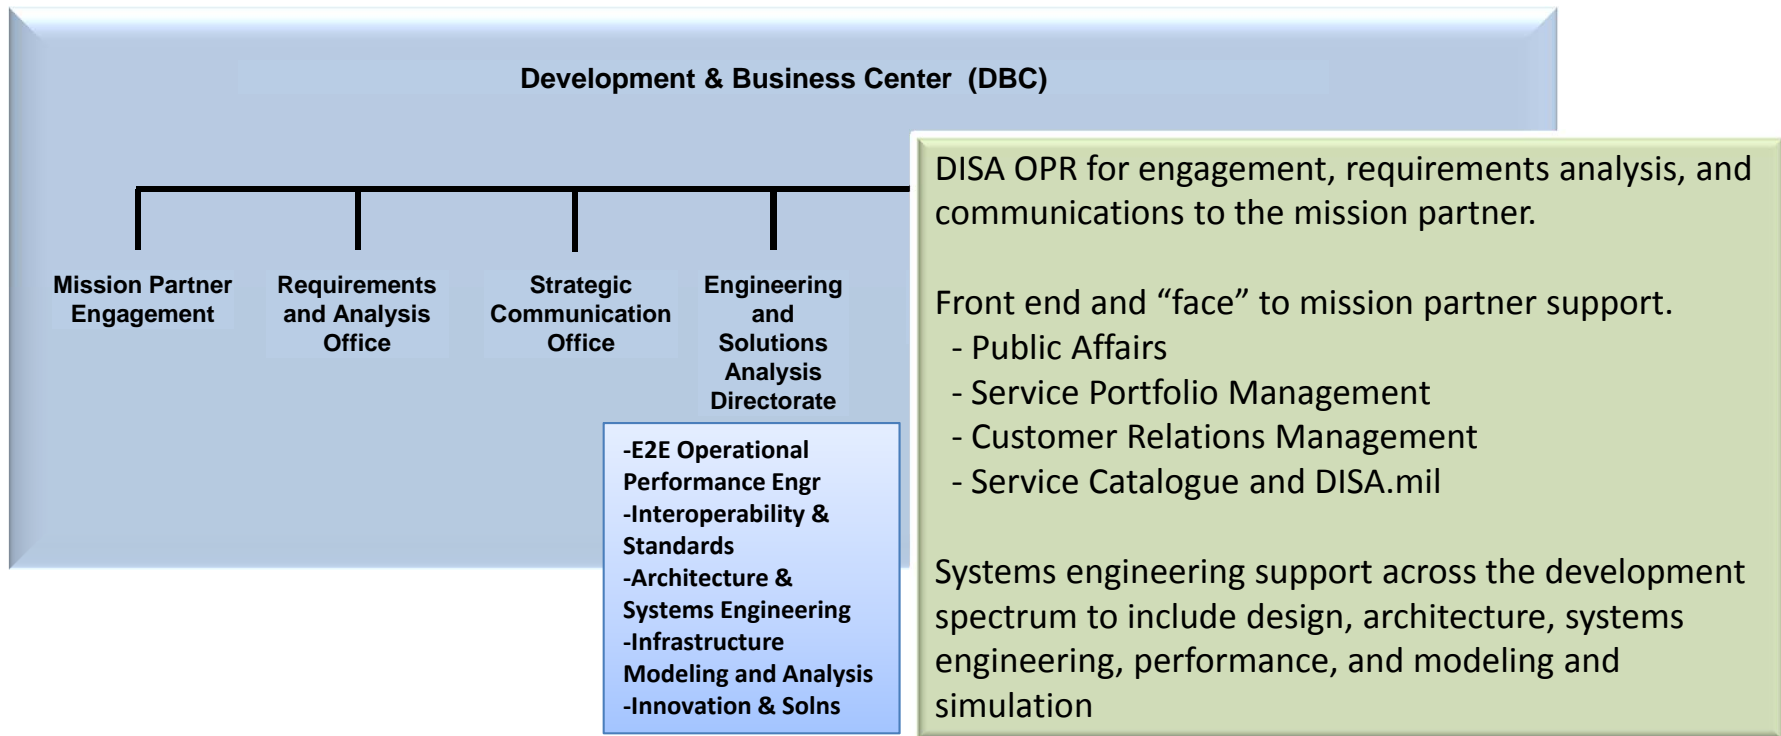 Development & Business Center (DBC)
Mission Partner
Engagement
Requirements
and Analysis
Office
Strategic
Communication
Office
Engineering
and
Solutions
Analysis
Directorate
-E2E Operational
Performance Engr
-Interoperability &
Standards
-Architecture &
Systems Engineering
-Infrastructure
Modeling and Analysis
-Innovation & Solns
DISA OPR for engagement, requirements analysis, and
communications to the mission partner.
Front end and “face” to mission partner support.
- Public Affairs
- Service Portfolio Management
- Customer Relations Management
- Service Catalogue and DISA.mil
Systems engineering support across the development
spectrum to include design, architecture, systems
engineering, performance, and modeling and
simulation